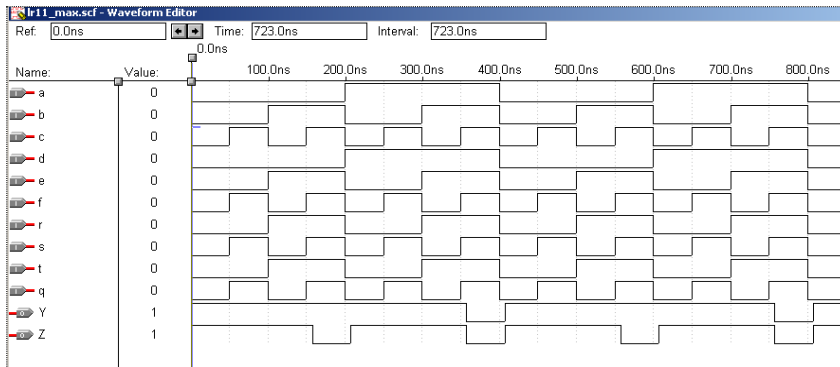 lr11_max.scf - Waveform Editor
Ref: 0.0ns Time: 723.0ns Interval: 723.0ns
0.0ns
Name: Value: 100.0ns 200.0ns 300.0ns 400.0ns 500.0ns 600.0ns 700.0ns 800.0ns
a 0
b 0
c 0
d 0
e 0
f 0
r 0
s 0
t 0
q 0
Y 1
Z 1